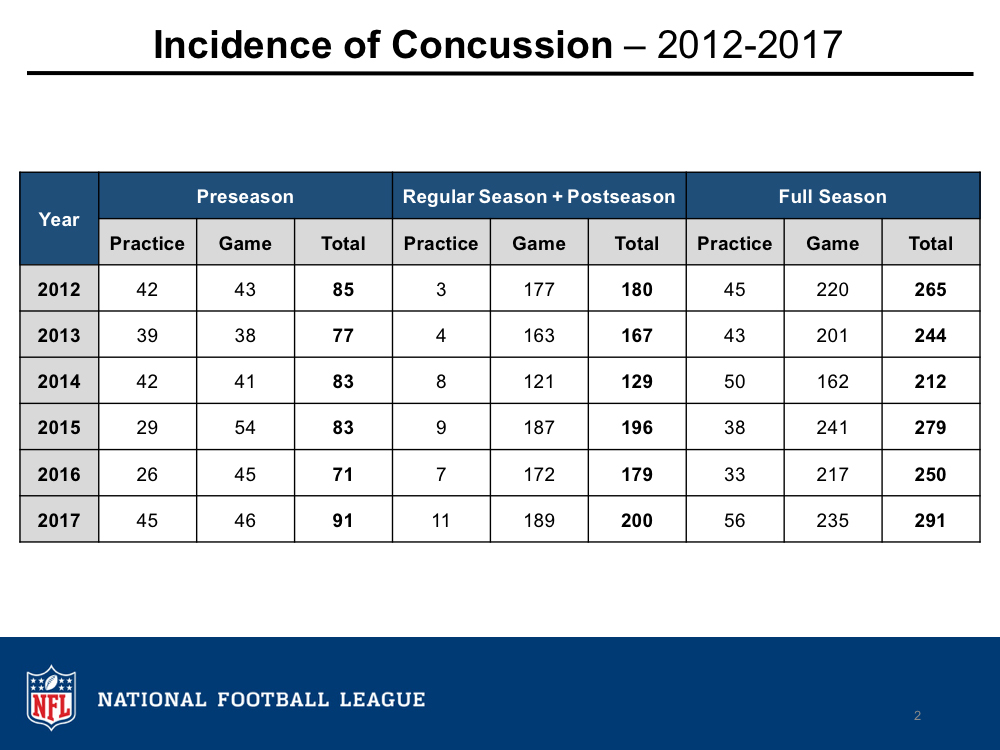 Incidence of Concussion – 2012-2017
Year Preseason Regular Season + Postseason Full Season
Practice Game Total Practice Game Total Practice Game Total
2012 42 43 85 3 177 180 45 220 265
2013 39 38 77 4 163 167 43 201 244
2014 42 41 83 8 121 129 50 162 212
2015 29 54 83 9 187 196 38 241 279
2016 26 45 71 7 172 179 33 217 250
2017 45 46 91 11 189 200 56 235 291
NFL NATIONAL FOOTBALL LEAGUE
2